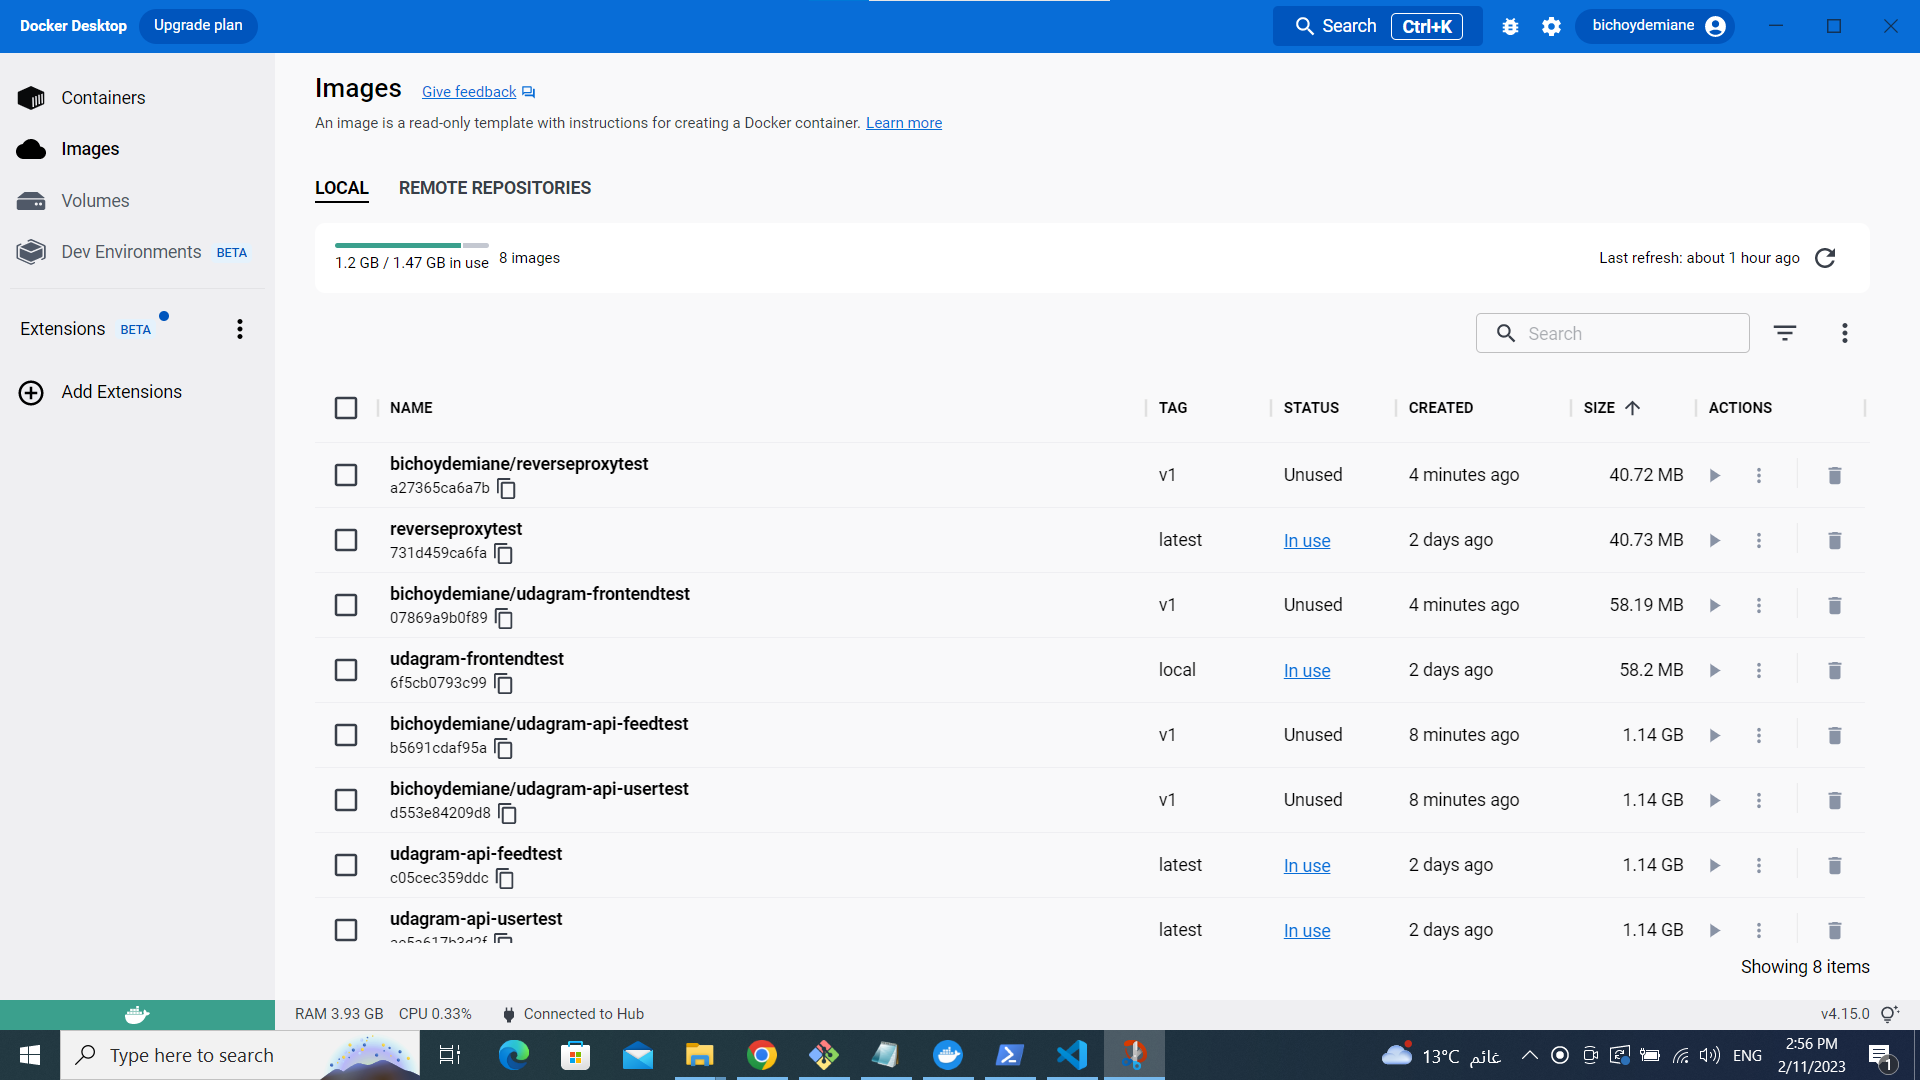 Docker Desktop Upgrade plan Search Ctrl+K bichoydemiane
Containers
Images
Volumes
Dev Environments BETA
Extensions BETA
Add Extensions
Images Give feedback
An image is a read-only template with instructions for creating a Docker container. Learn more
LOCAL REMOTE REPOSITORIES
1.2 GB / 1.47 GB in use 8 images Last refresh: about 1 hour ago
Search
NAME TAG STATUS CREATED SIZE ACTIONS
bichoydemiane/reverseproxytest
a27365ca6a7b v1 Unused 4 minutes ago 40.72 MB
reverseproxytest
731d459ca6fa latest In use 2 days ago 40.73 MB
bichoydemiane/udagram-frontendtest
07869a9b0f89 v1 Unused 4 minutes ago 58.19 MB
udagram-frontendtest
6f5cb0793c99 local In use 2 days ago 58.2 MB
bichoydemiane/udagram-api-feedtest
b5691cdaf95a v1 Unused 8 minutes ago 1.14 GB
bichoydemiane/udagram-api-usertest
d553e84209d8 v1 Unused 8 minutes ago 1.14 GB
udagram-api-feedtest
c05cec359ddc latest In use 2 days ago 1.14 GB
udagram-api-usertest
latest In use 2 days ago 1.14 GB
Showing 8 items
RAM 3.93 GB CPU 0.33% Connected to Hub v4.15.0
Type here to search 13°C غائم ENG 2:56 PM
2/11/2023 1